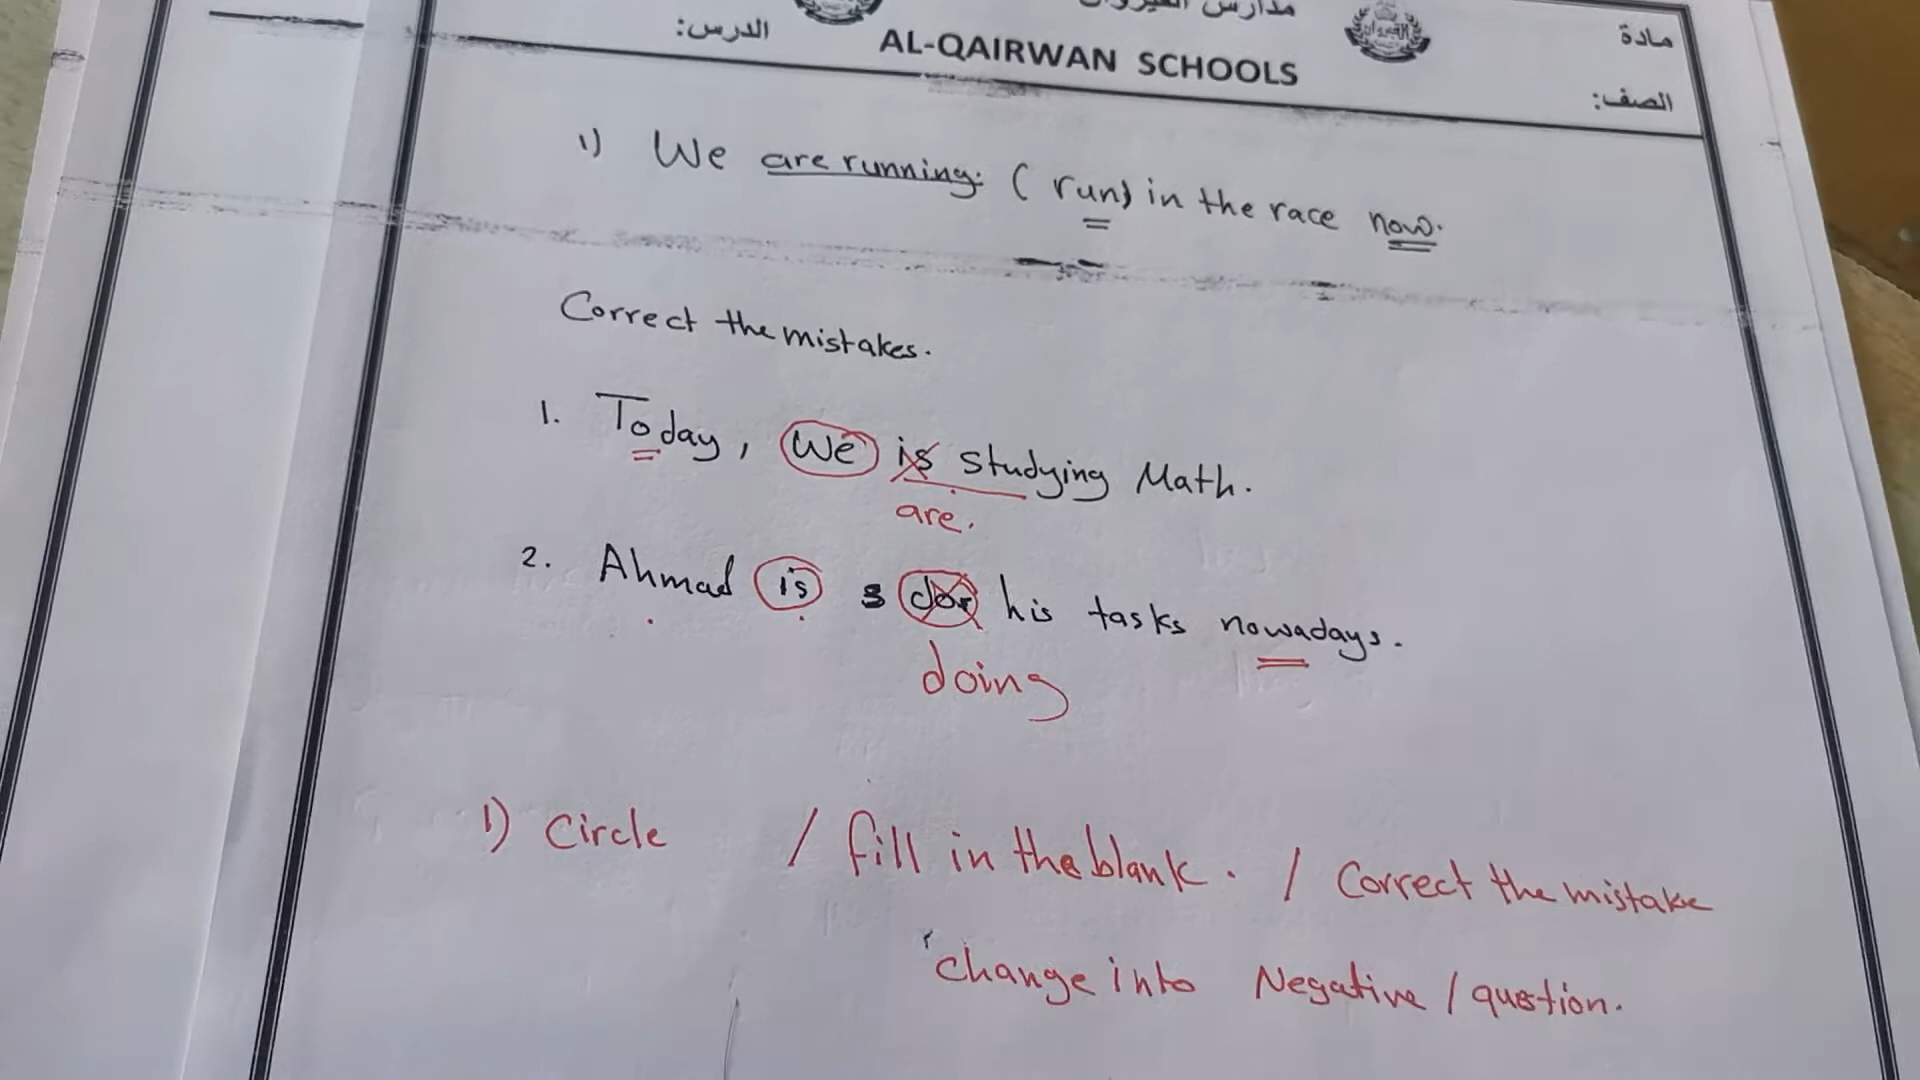 مدارس القيروان
مادة
الدرس:
AL-QAIRWAN SCHOOLS
الصف:
1) We are running. (run) in the race now.
Correct the mistakes.
1. Today, We is studying Math.
are.
2. Ahmad is do his tasks nowadays.
doing
1) Circle / fill in the blank. / Correct the mistake
change into Negative / question.